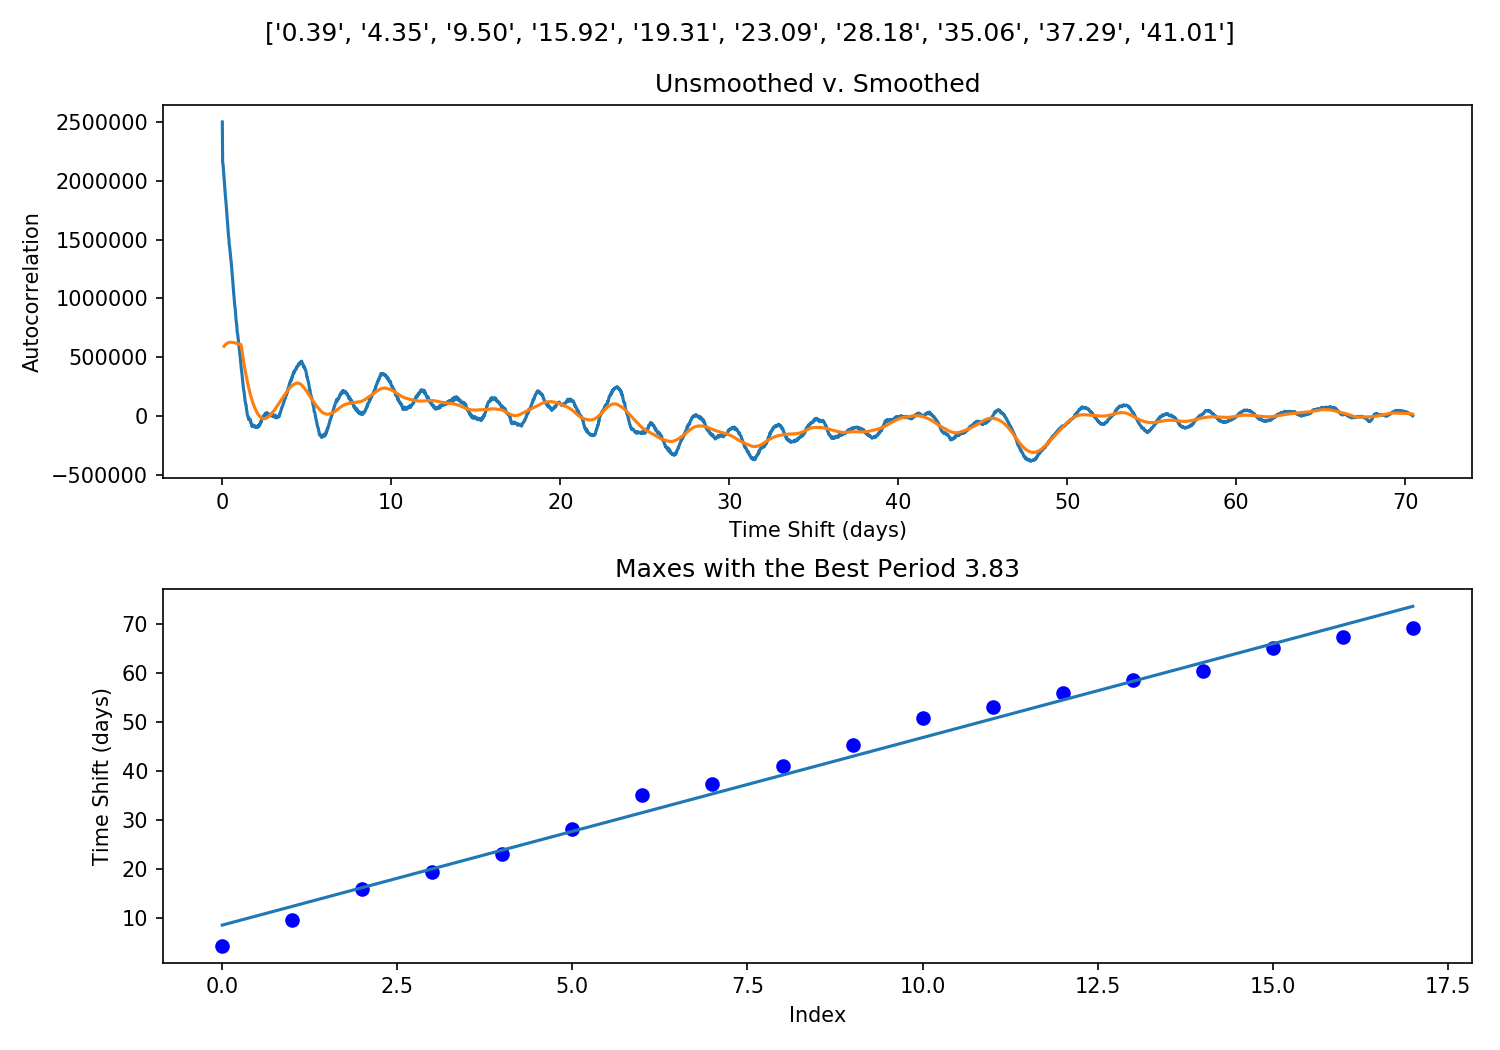 ['0.39', '4.35', '9.50', '15.92', '19.31', '23.09', '28.18', '35.06', '37.29', '41.01']
Unsmoothed v. Smoothed
Autocorrelation
2500000
2000000
1500000
1000000
500000
0
−500000
0 10 20 30 40 50 60 70
Time Shift (days)
Maxes with the Best Period 3.83
Time Shift (days)
70
60
50
40
30
20
10
0.0 2.5 5.0 7.5 10.0 12.5 15.0 17.5
Index